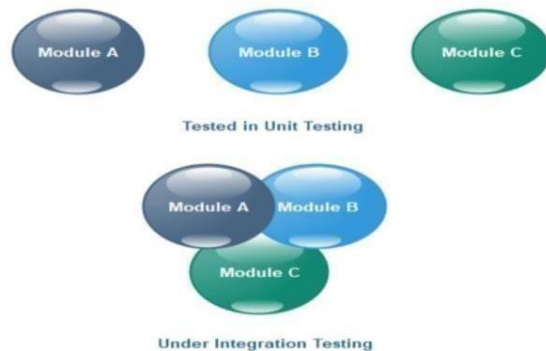 Module A Module B Module C
Tested in Unit Testing
Module A Module B
Module C
Under Integration Testing